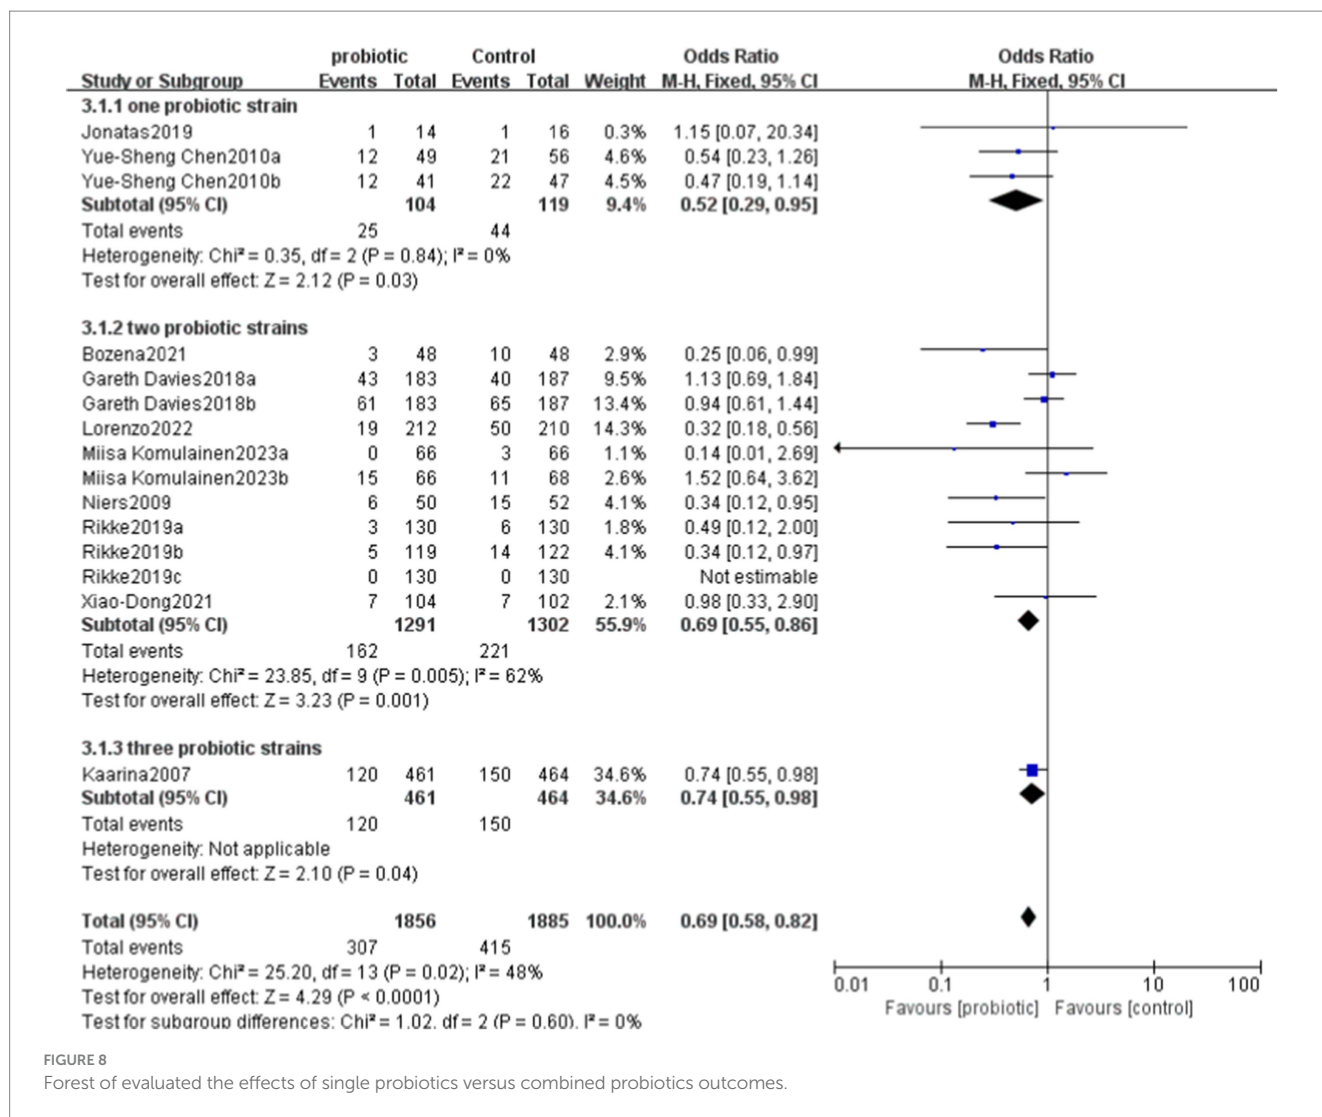 probiotic Control Odds Ratio Odds Ratio
Study or Subgroup Events Total Events Total Weight M-H, Fixed, 95% CI M-H, Fixed, 95% CI
3.1.1 one probiotic strain
Jonatas2019 1 14 1 16 0.3% 1.15 [0.07, 20.34]
Yue-Sheng Chen2010a 12 49 21 56 4.6% 0.54 [0.23, 1.26]
Yue-Sheng Chen2010b 12 41 22 47 4.5% 0.47 [0.19, 1.14]
Subtotal (95% CI) 104 119 9.4% 0.52 [0.29, 0.95]
Total events 25 44
Heterogeneity: Chi² = 0.35, df = 2 (P = 0.84); I² = 0%
Test for overall effect: Z = 2.12 (P = 0.03)
3.1.2 two probiotic strains
Bozena2021 3 48 10 48 2.9% 0.25 [0.06, 0.99]
Gareth Davies2018a 43 183 40 187 9.5% 1.13 [0.69, 1.84]
Gareth Davies2018b 61 183 65 187 13.4% 0.94 [0.61, 1.44]
Lorenzo2022 19 212 50 210 14.3% 0.32 [0.18, 0.56]
Miisa Komulainen2023a 0 66 3 66 1.1% 0.14 [0.01, 2.69]
Miisa Komulainen2023b 15 66 11 68 2.6% 1.52 [0.64, 3.62]
Niers2009 6 50 15 52 4.1% 0.34 [0.12, 0.95]
Rikke2019a 3 130 6 130 1.8% 0.49 [0.12, 2.00]
Rikke2019b 5 119 14 122 4.1% 0.34 [0.12, 0.97]
Rikke2019c 0 130 0 130 Not estimable
Xiao-Dong2021 7 104 7 102 2.1% 0.98 [0.33, 2.90]
Subtotal (95% CI) 1291 1302 55.9% 0.69 [0.55, 0.86]
Total events 162 221
Heterogeneity: Chi² = 23.85, df = 9 (P = 0.005); I² = 62%
Test for overall effect: Z = 3.23 (P = 0.001)
3.1.3 three probiotic strains
Kaarina2007 120 461 150 464 34.6% 0.74 [0.55, 0.98]
Subtotal (95% CI) 461 464 34.6% 0.74 [0.55, 0.98]
Total events 120 150
Heterogeneity: Not applicable
Test for overall effect: Z = 2.10 (P = 0.04)
Total (95% CI) 1856 1885 100.0% 0.69 [0.58, 0.82]
Total events 307 415
Heterogeneity: Chi² = 25.20, df = 13 (P = 0.02); I² = 48%
Test for overall effect: Z = 4.29 (P < 0.0001)
Test for subgroup differences: Chi² = 1.02, df = 2 (P = 0.60), I² = 0%
0.01 0.1 1 10 100
Favours [probiotic] Favours [control]
FIGURE 8
Forest of evaluated the effects of single probiotics versus combined probiotics outcomes.